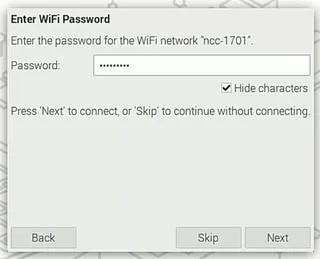 Enter WiFi Password
Enter the password for the WiFi network "ncc-1701".
Password: •••••••••
Hide characters
Press 'Next' to connect, or 'Skip' to continue without connecting.
Back Skip Next